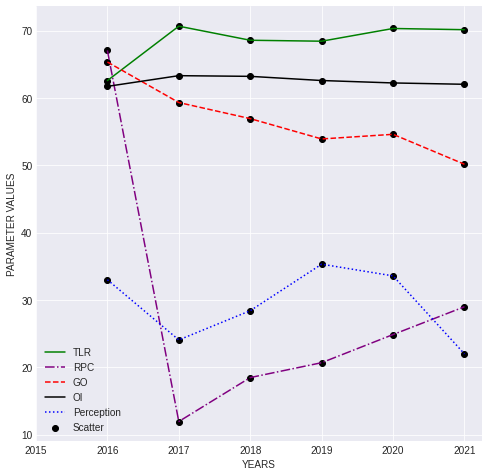 70
60
50
40
30
20
10
PARAMETER VALUES
TLR
RPC
GO
OI
Perception
Scatter
2015 2016 2017 2018 2019 2020 2021
YEARS